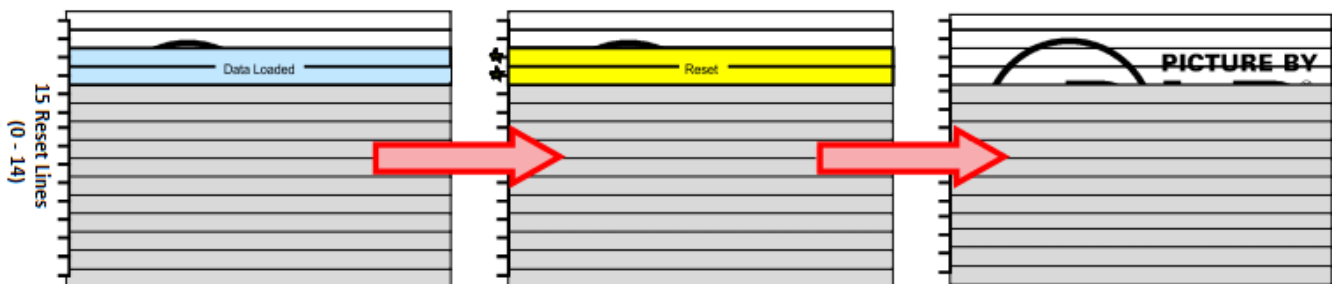 15 Reset Lines
(0 - 14)
Data Loaded
*
*
Reset
PICTURE BY